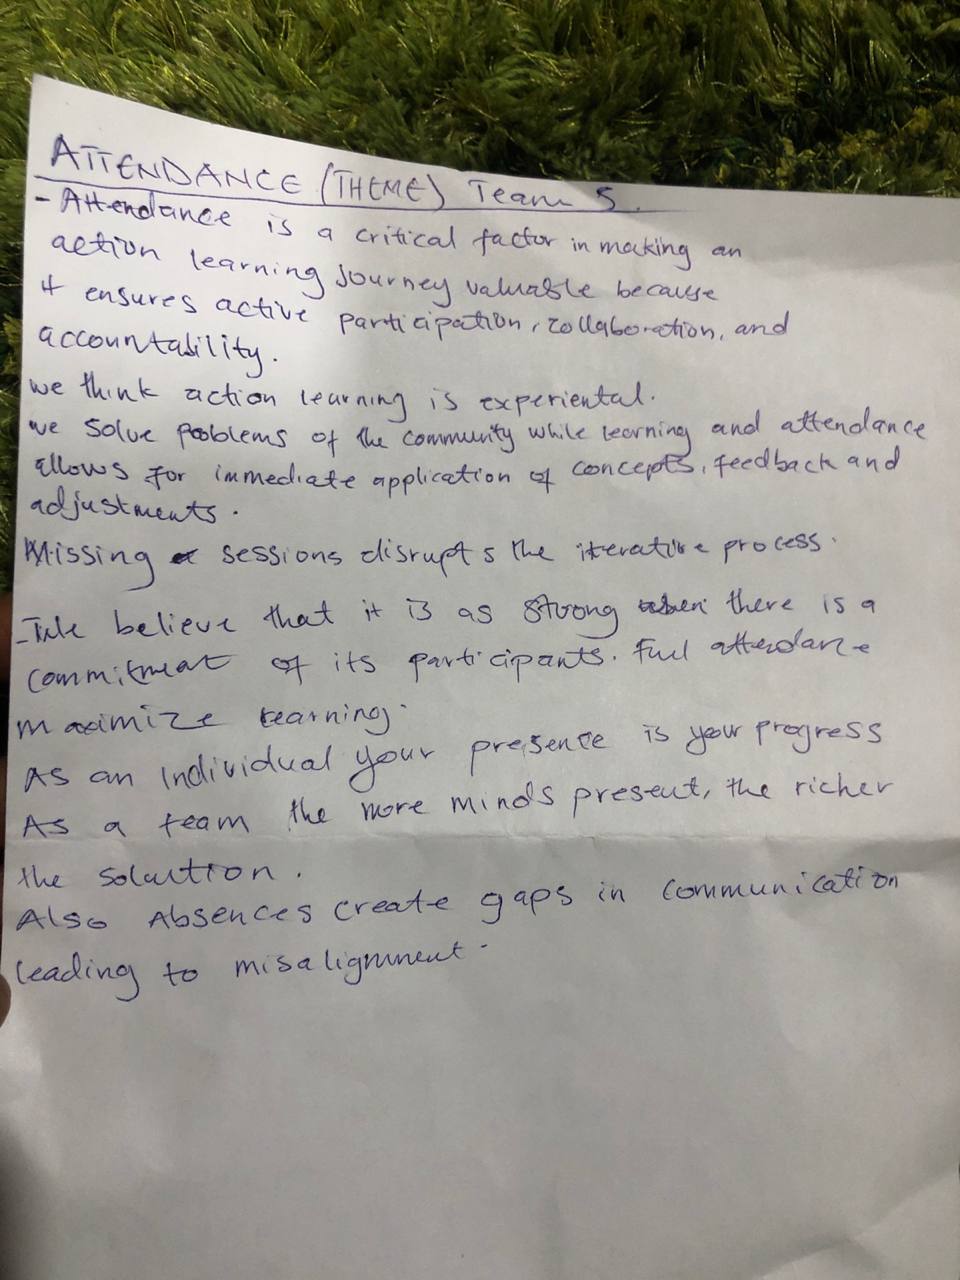 ATTENDANCE (THEME) Team 5.
- Attendance is a critical factor in making an
action learning journey valuable because
it ensures active participation, collaboration, and
accountability.
we think action learning is experiental.
we solve problems of the community while learning and attendance
allows for immediate application of concepts, feedback and
adjustments.
Missing sessions disrupts the iterative process.
- We believe that it is as strong when there is a
commitment of its participants. Full attendance
maximize learning.
As an individual your presence is your progress
As a team the more minds present, the richer
the solution.
Also Absences create gaps in communication
leading to misalignment.